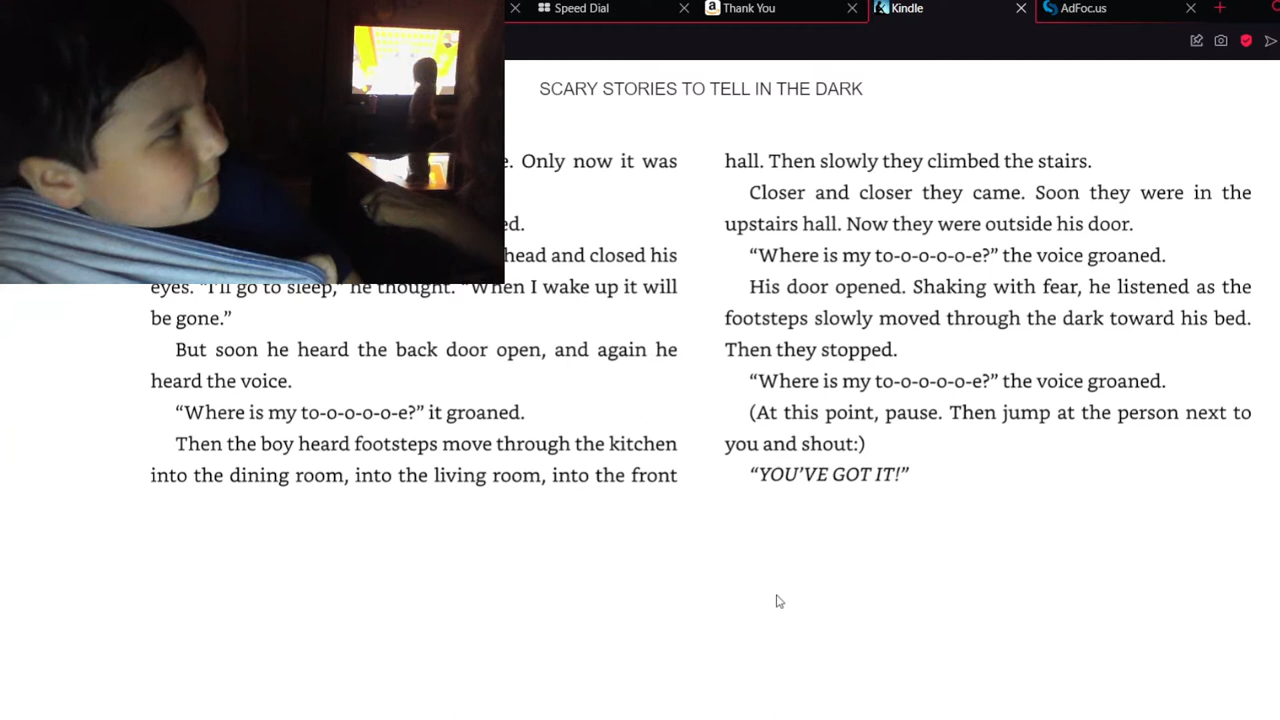 Speed Dial
Thank You
Kindle
AdFoc.us
SCARY STORIES TO TELL IN THE DARK
e. Only now it was
ed.
head and closed his
eyes. “I’ll go to sleep,” he thought. “When I wake up it will
be gone.”
But soon he heard the back door open, and again he
heard the voice.
“Where is my to-o-o-o-o-e?” it groaned.
Then the boy heard footsteps move through the kitchen
into the dining room, into the living room, into the front
hall. Then slowly they climbed the stairs.
Closer and closer they came. Soon they were in the
upstairs hall. Now they were outside his door.
“Where is my to-o-o-o-o-e?” the voice groaned.
His door opened. Shaking with fear, he listened as the
footsteps slowly moved through the dark toward his bed.
Then they stopped.
“Where is my to-o-o-o-o-e?” the voice groaned.
(At this point, pause. Then jump at the person next to
you and shout:)
“YOU’VE GOT IT!”